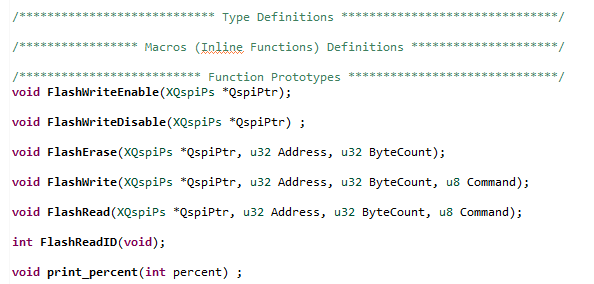 /**************************** Type Definitions *******************************/
/***************** Macros (Inline Functions) Definitions *********************/
/************************** Function Prototypes ******************************/
void FlashWriteEnable(XQspiPs *QspiPtr);
void FlashWriteDisable(XQspiPs *QspiPtr) ;
void FlashErase(XQspiPs *QspiPtr, u32 Address, u32 ByteCount);
void FlashWrite(XQspiPs *QspiPtr, u32 Address, u32 ByteCount, u8 Command);
void FlashRead(XQspiPs *QspiPtr, u32 Address, u32 ByteCount, u8 Command);
int FlashReadID(void);
void print_percent(int percent) ;